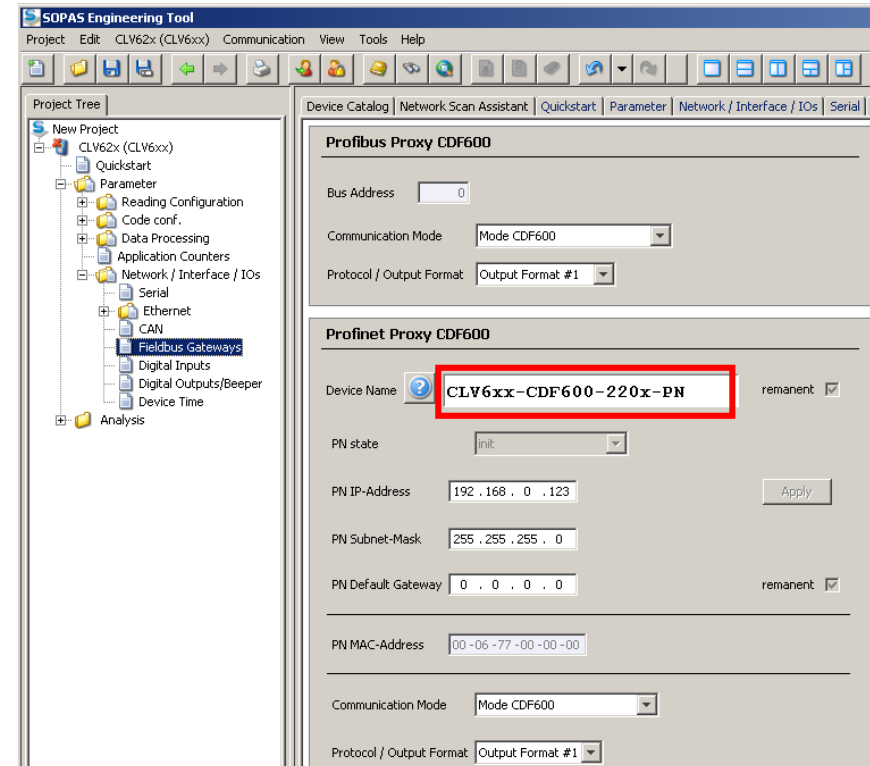 SOPAS Engineering Tool
Project Edit CLV62x (CLV6xx) Communication View Tools Help
Project Tree
Device Catalog Network Scan Assistant Quickstart Parameter Network / Interface / IOs Serial
New Project
CLV62x (CLV6xx)
Quickstart
Parameter
Reading Configuration
Code conf.
Data Processing
Application Counters
Network / Interface / IOs
Serial
Ethernet
CAN
Fieldbus Gateways
Digital Inputs
Digital Outputs/Beeper
Device Time
Analysis
Profibus Proxy CDF600
Bus Address 0
Communication Mode Mode CDF600
Protocol / Output Format Output Format #1
Profinet Proxy CDF600
Device Name ? CLV6xx-CDF600-220x-PN remanent
PN state init
PN IP-Address 192 . 168 . 0 . 123 Apply
PN Subnet-Mask 255 . 255 . 255 . 0
PN Default Gateway 0 . 0 . 0 . 0 remanent
PN MAC-Address 00 -06 -77 -00 -00 -00
Communication Mode Mode CDF600
Protocol / Output Format Output Format #1